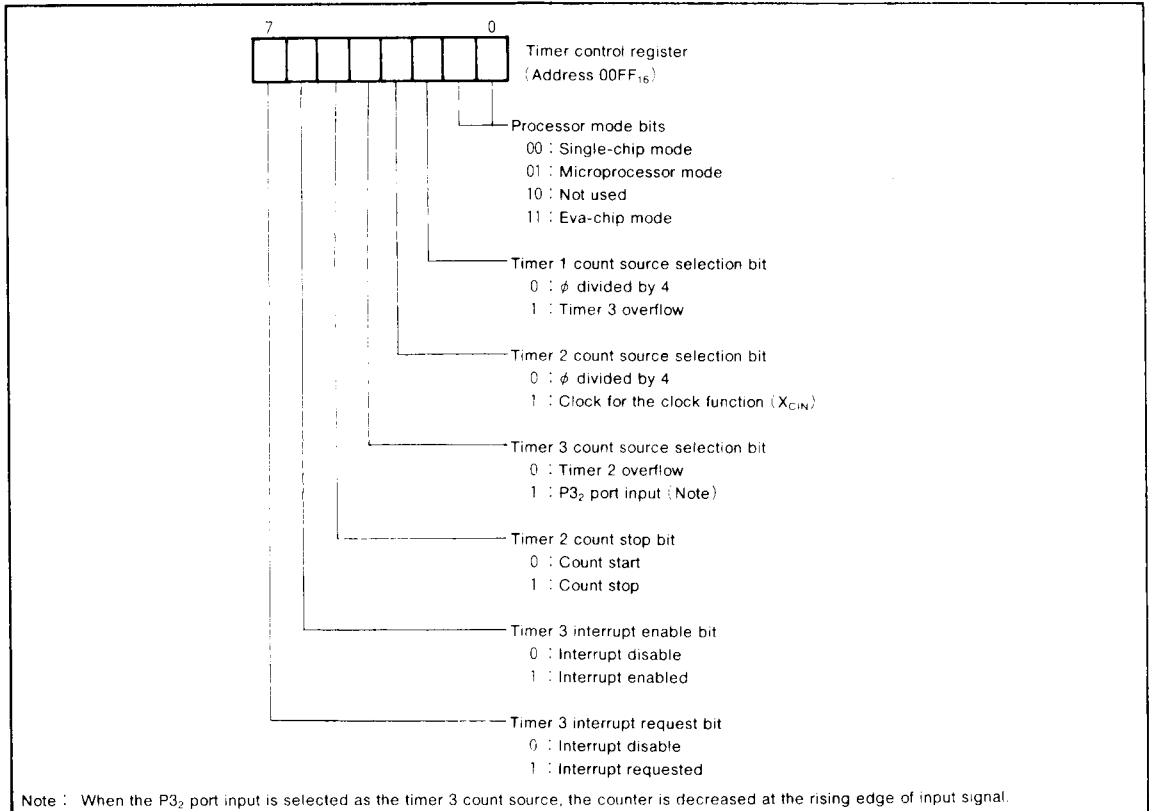 7 0
Timer control register
(Address 00FF₁₆)
Processor mode bits
00 : Single-chip mode
01 : Microprocessor mode
10 : Not used
11 : Eva-chip mode
Timer 1 count source selection bit
0 : φ divided by 4
1 : Timer 3 overflow
Timer 2 count source selection bit
0 : φ divided by 4
1 : Clock for the clock function (X_CIN)
Timer 3 count source selection bit
0 : Timer 2 overflow
1 : P3₂ port input (Note)
Timer 2 count stop bit
0 : Count start
1 : Count stop
Timer 3 interrupt enable bit
0 : Interrupt disable
1 : Interrupt enabled
Timer 3 interrupt request bit
0 : Interrupt disable
1 : Interrupt requested
Note : When the P3₂ port input is selected as the timer 3 count source, the counter is decreased at the rising edge of input signal.